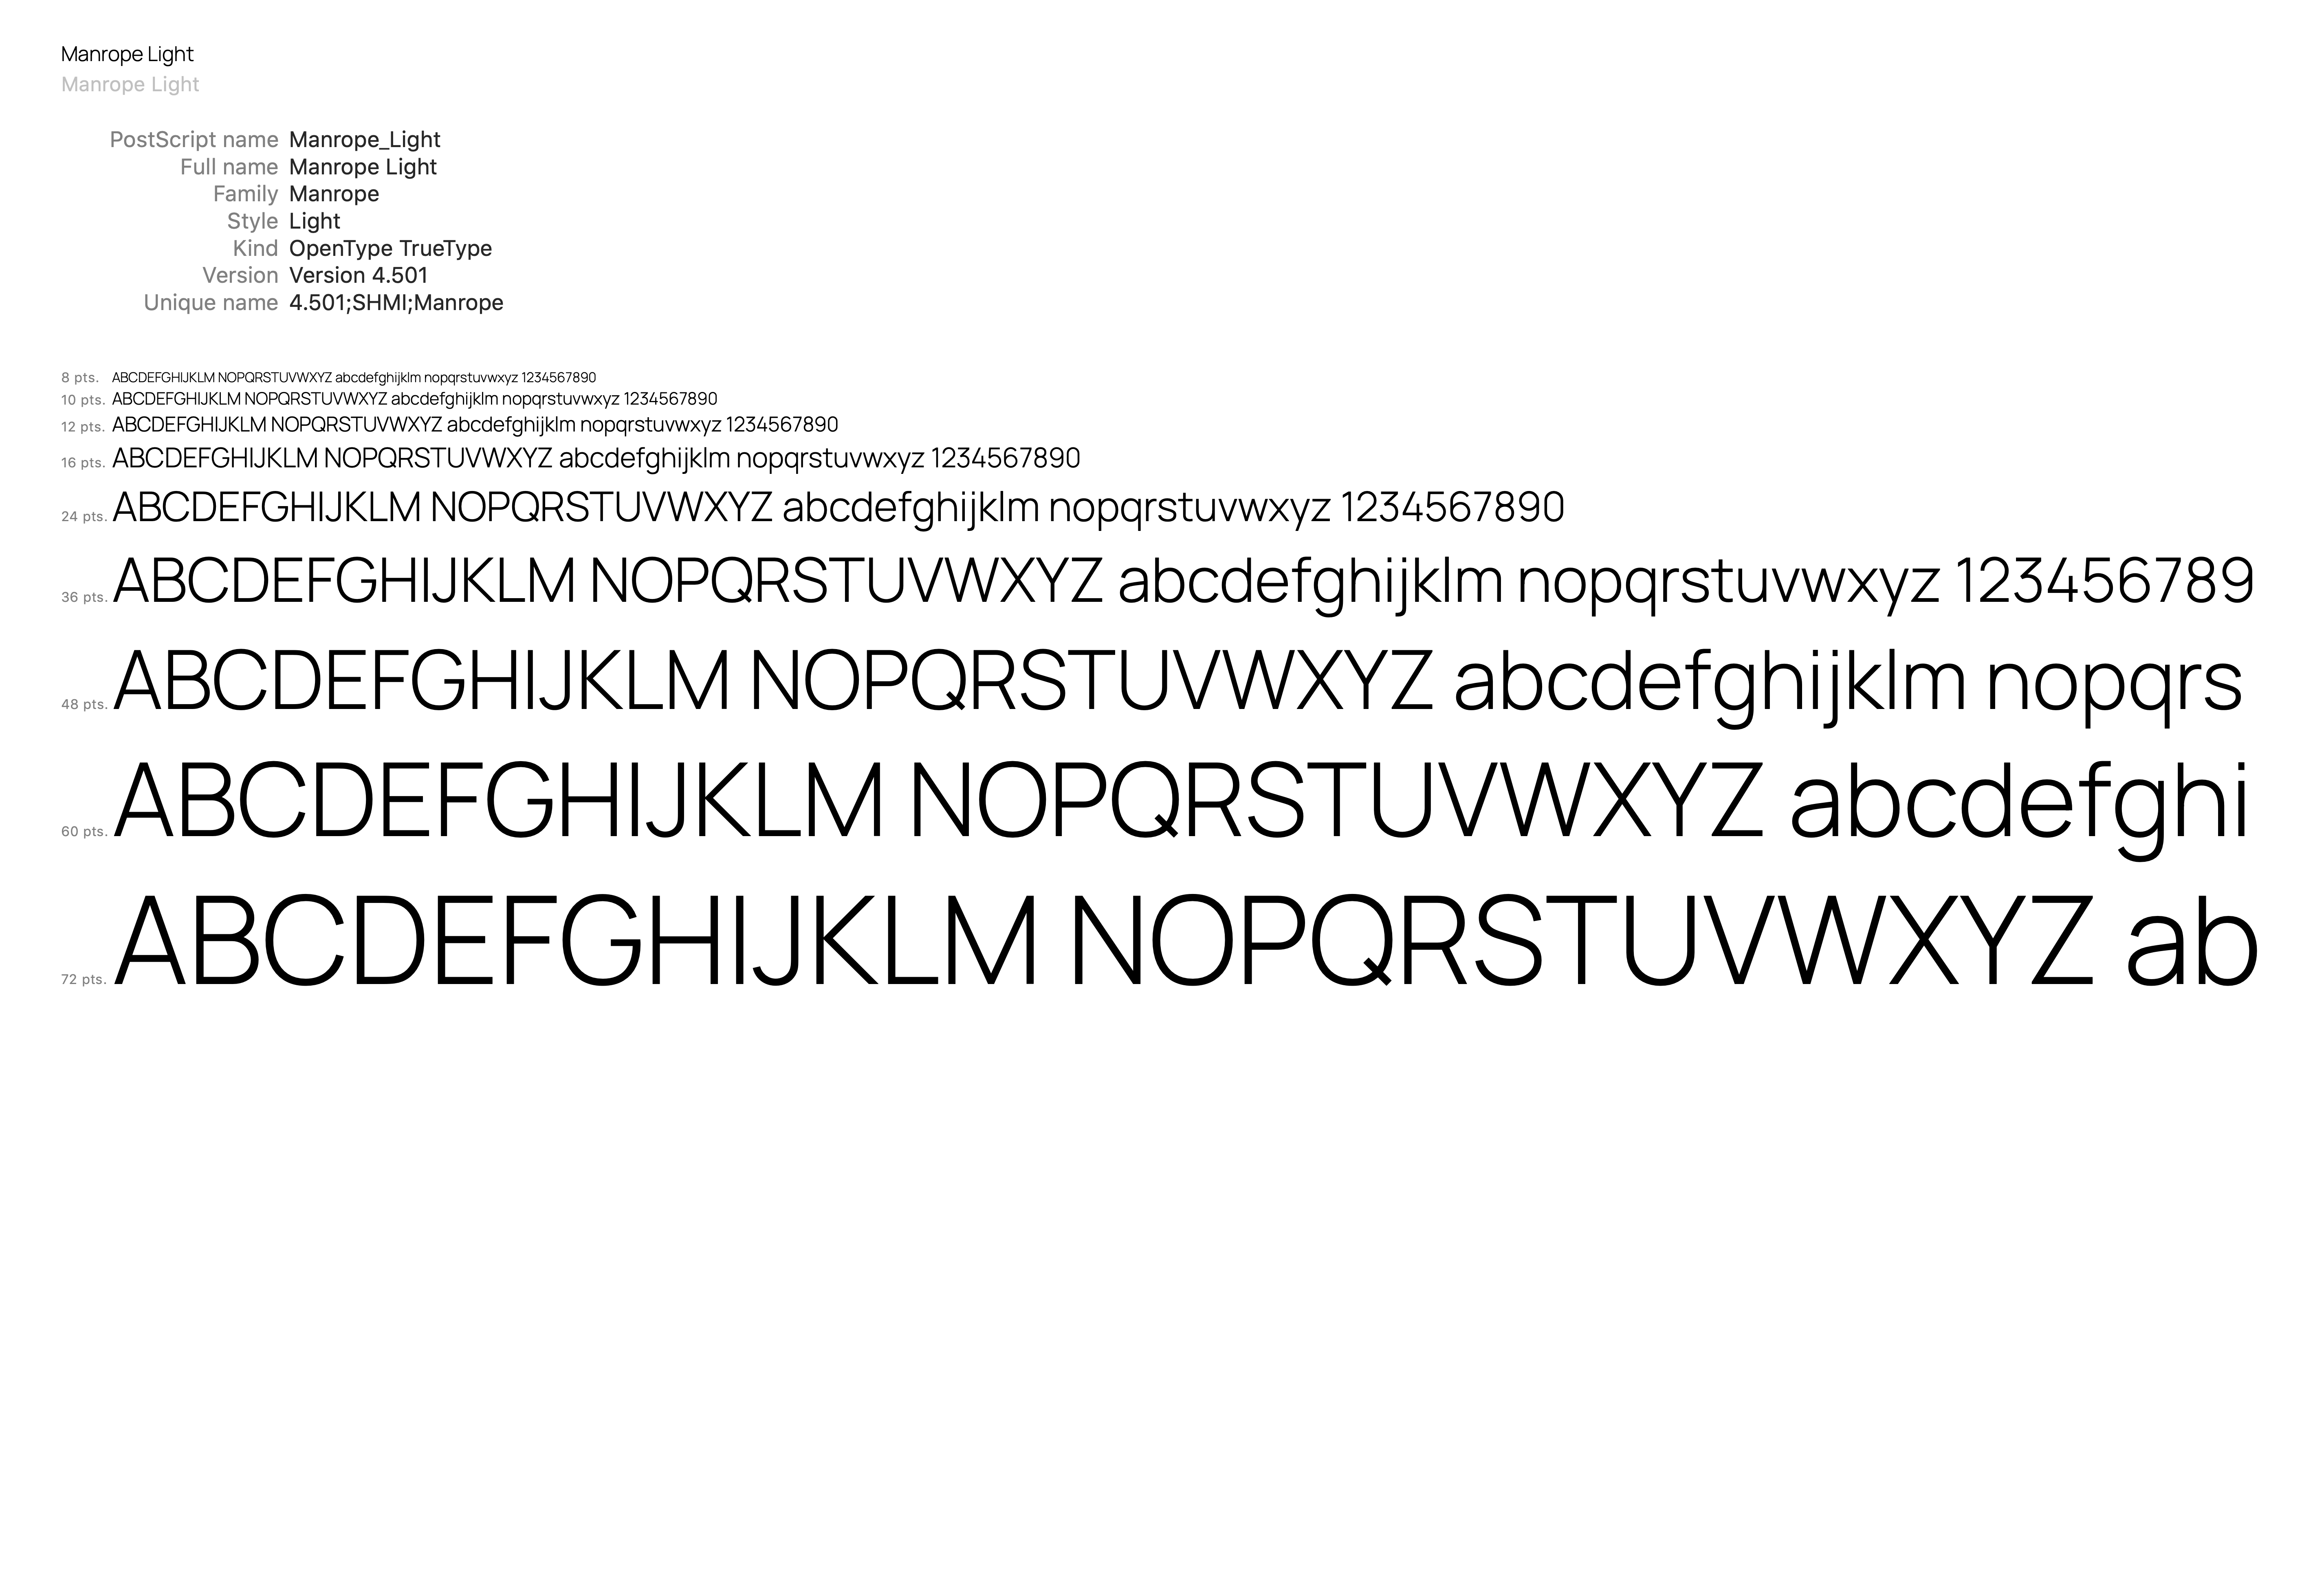 Manrope Light
Manrope Light
PostScript name Manrope_Light
Full name Manrope Light
Family Manrope
Style Light
Kind OpenType TrueType
Version Version 4.501
Unique name 4.501;SHMI;Manrope
8 pts. ABCDEFGHIJKLM NOPQRSTUVWXYZ abcdefghijklm nopqrstuvwxyz 1234567890
10 pts. ABCDEFGHIJKLM NOPQRSTUVWXYZ abcdefghijklm nopqrstuvwxyz 1234567890
12 pts. ABCDEFGHIJKLM NOPQRSTUVWXYZ abcdefghijklm nopqrstuvwxyz 1234567890
16 pts. ABCDEFGHIJKLM NOPQRSTUVWXYZ abcdefghijklm nopqrstuvwxyz 1234567890
24 pts. ABCDEFGHIJKLM NOPQRSTUVWXYZ abcdefghijklm nopqrstuvwxyz 1234567890
36 pts. ABCDEFGHIJKLM NOPQRSTUVWXYZ abcdefghijklm nopqrstuvwxyz 123456789
48 pts. ABCDEFGHIJKLM NOPQRSTUVWXYZ abcdefghijklm nopqrs
60 pts. ABCDEFGHIJKLM NOPQRSTUVWXYZ abcdefghi
72 pts. ABCDEFGHIJKLM NOPQRSTUVWXYZ ab